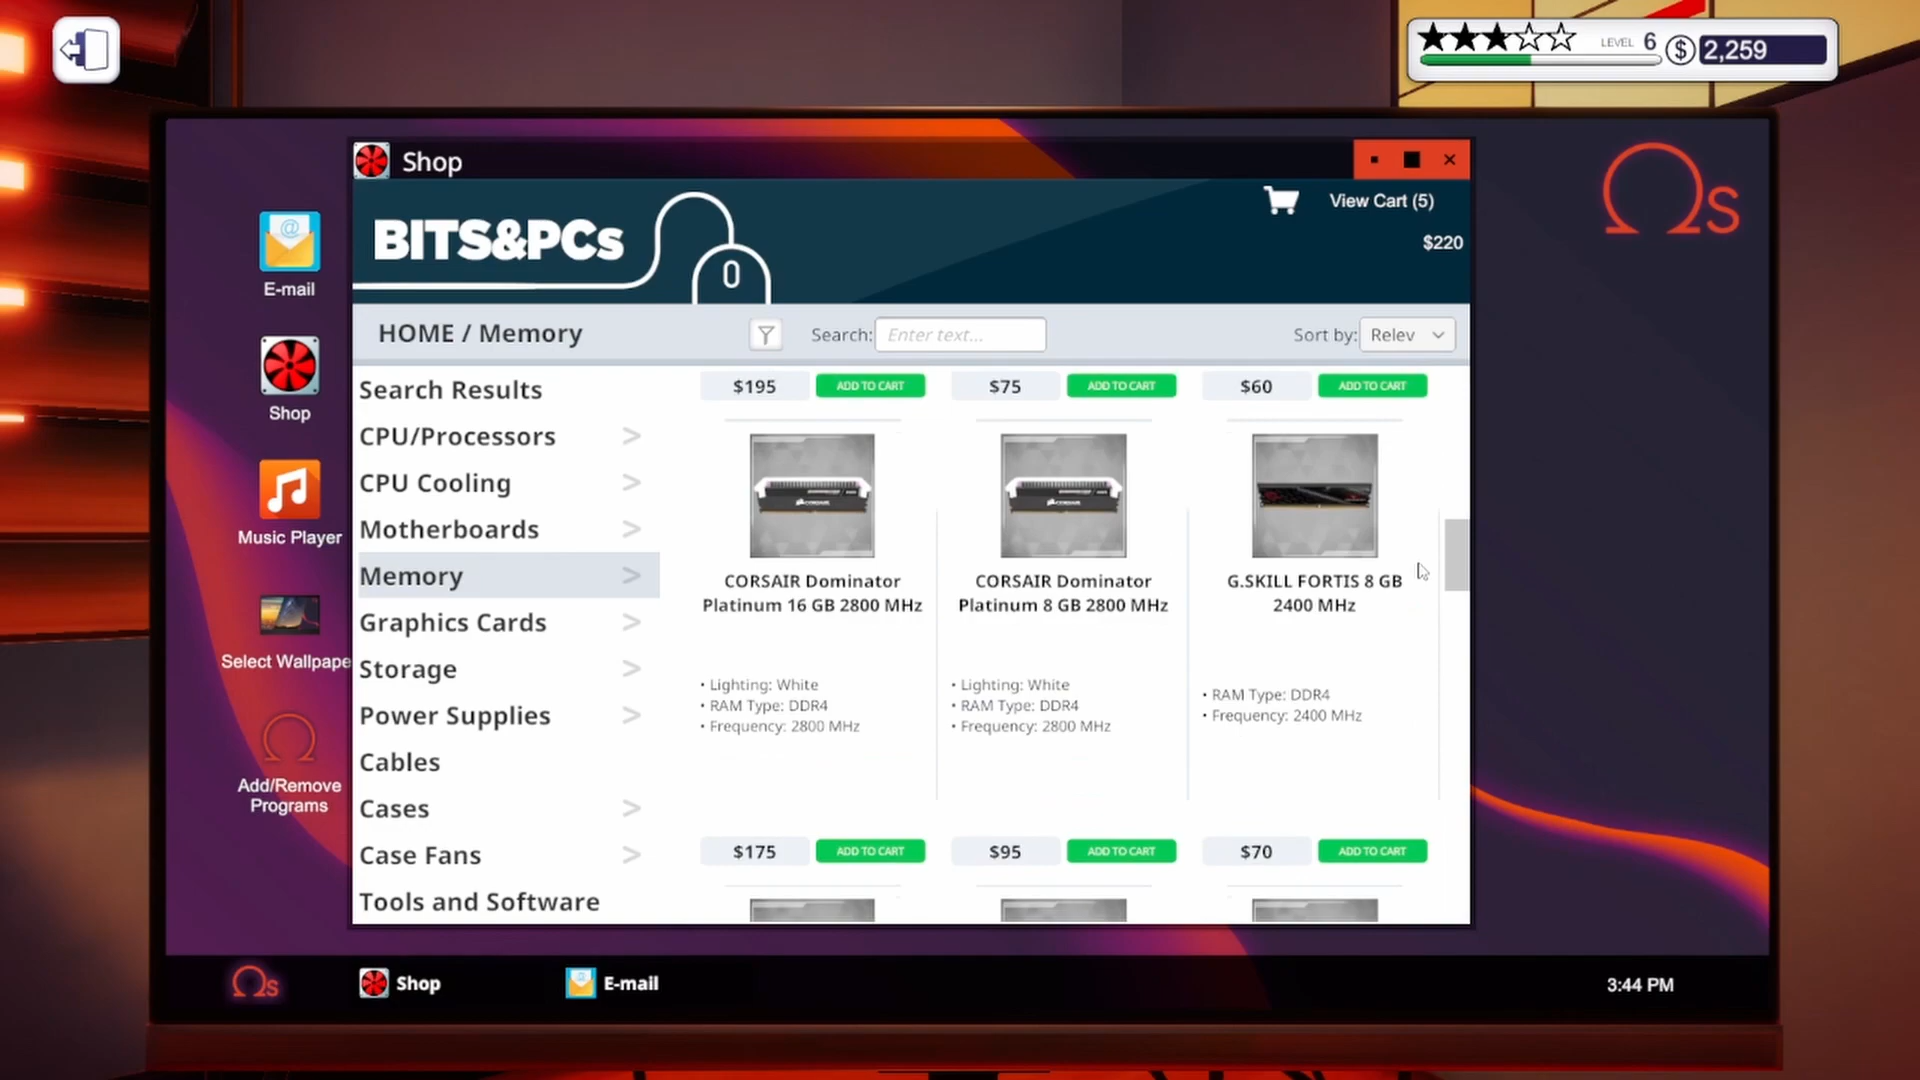 LEVEL 6
$ 2,259
Shop
View Cart (5)
BITS&PCs
$220
HOME / Memory
Search:
Enter text...
Sort by:
Relev
E-mail
Shop
Music Player
Select Wallpape
Add/Remove
Programs
Search Results
CPU/Processors >
CPU Cooling >
Motherboards >
Memory >
Graphics Cards >
Storage >
Power Supplies >
Cables
Cases >
Case Fans >
Tools and Software
$195 ADD TO CART
$75 ADD TO CART
$60 ADD TO CART
CORSAIR Dominator
Platinum 16 GB 2800 MHz
• Lighting: White
• RAM Type: DDR4
• Frequency: 2800 MHz
$175 ADD TO CART
CORSAIR Dominator
Platinum 8 GB 2800 MHz
• Lighting: White
• RAM Type: DDR4
• Frequency: 2800 MHz
$95 ADD TO CART
G.SKILL FORTIS 8 GB
2400 MHz
• RAM Type: DDR4
• Frequency: 2400 MHz
$70 ADD TO CART
Ωs
Ωs
Shop
E-mail
3:44 PM